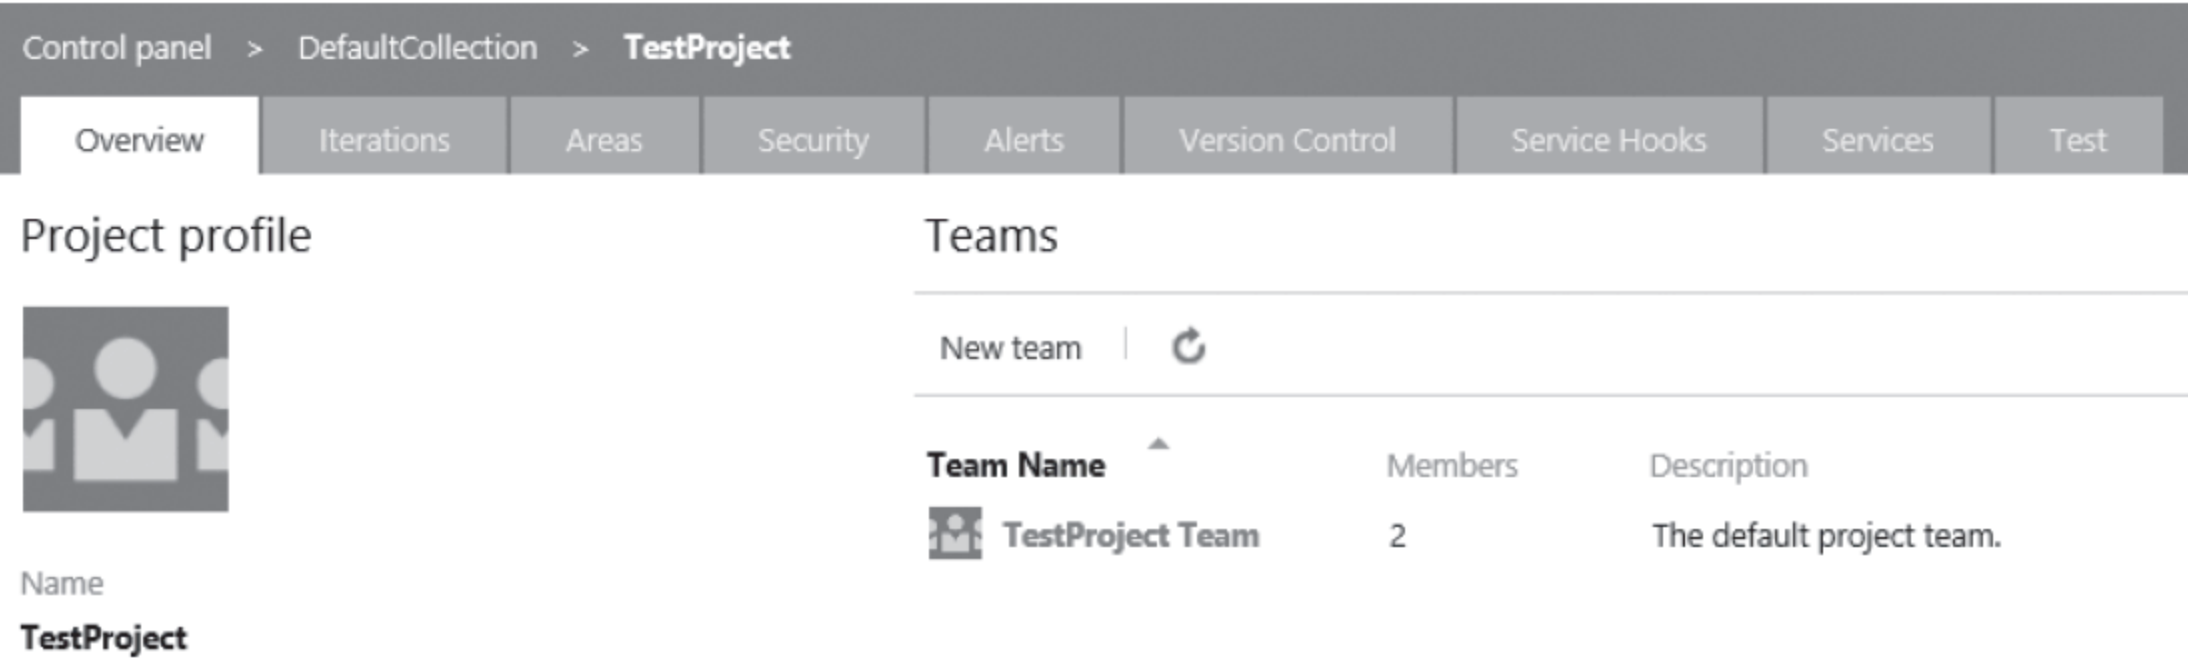 Control panel > DefaultCollection > TestProject
Overview Iterations Areas Security Alerts Version Control Service Hooks Services Test
Project profile
Teams
New team
Team Name Members Description
TestProject Team 2 The default project team.
Name
TestProject